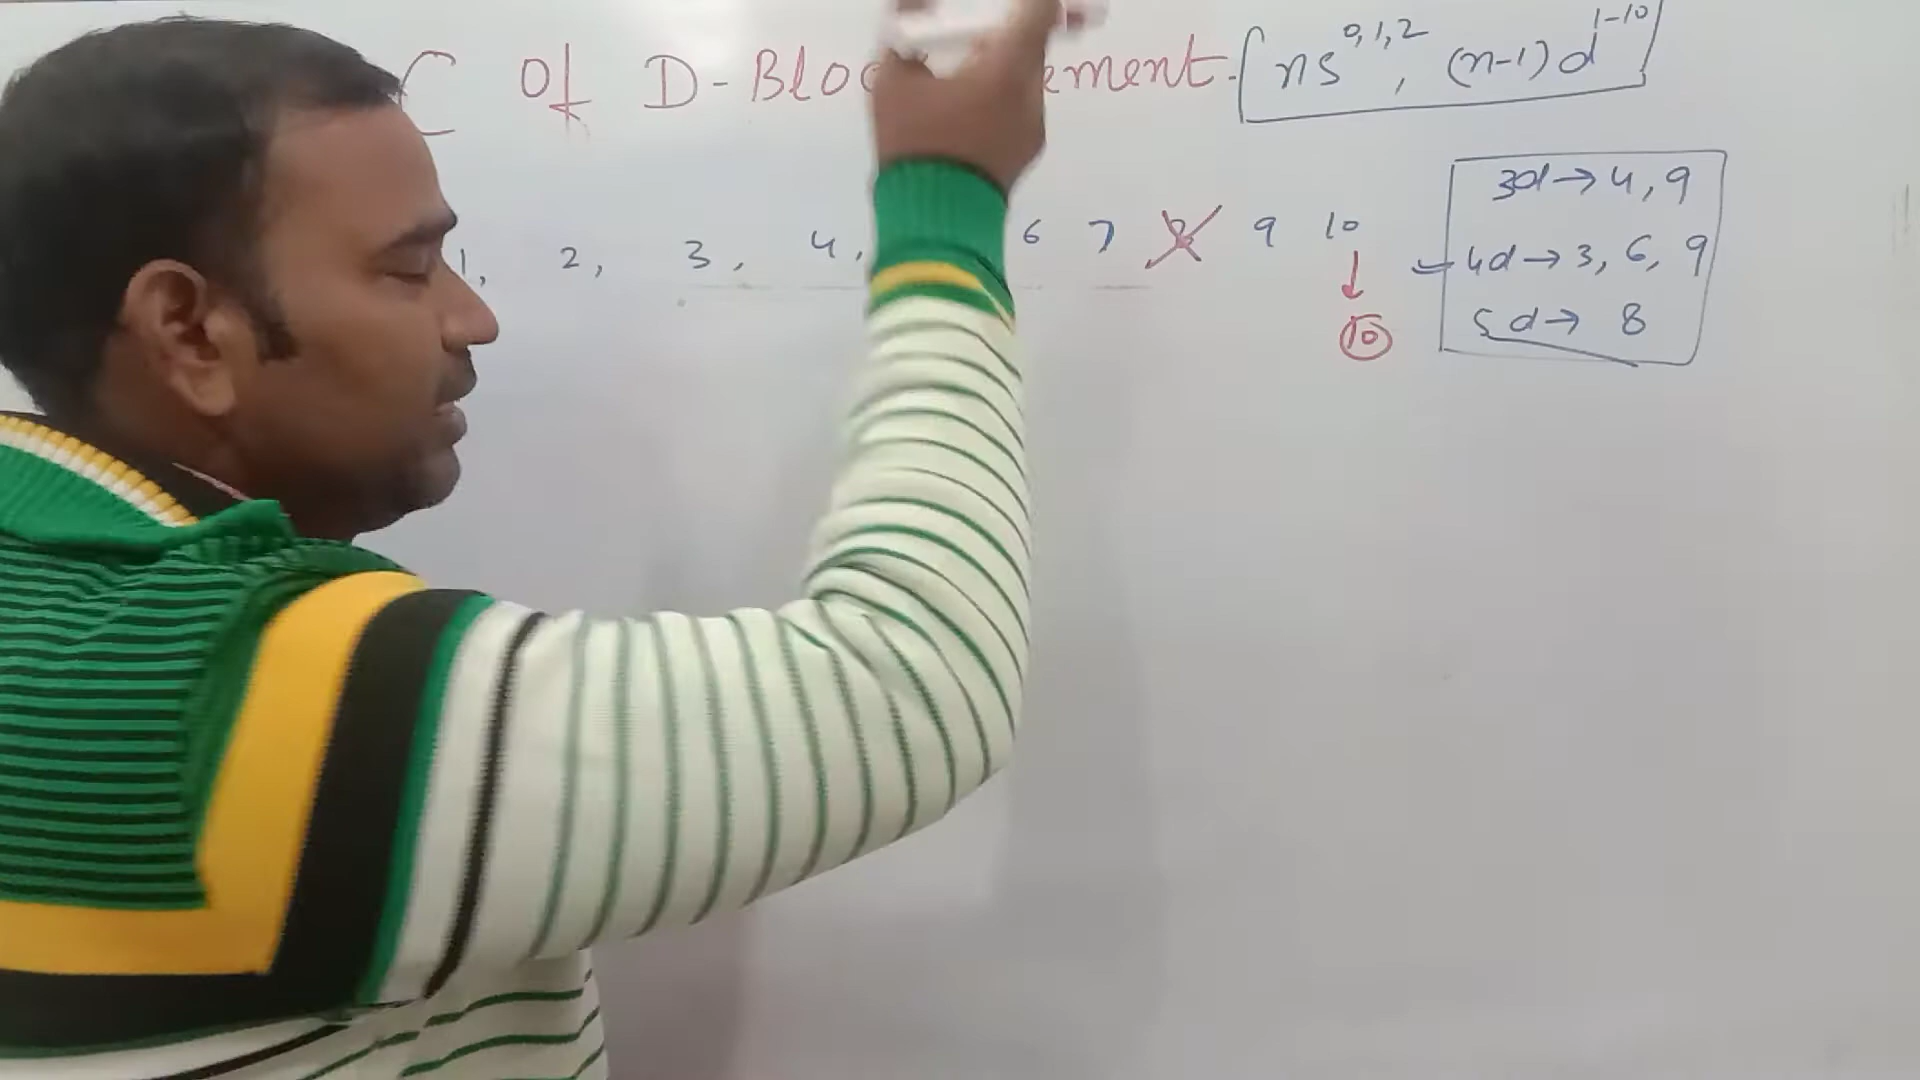 C Of D-Bloc ement - ns^0,1,2, (n-1)d^1-10
1, 2, 3, 4, 6 7 8 9 10
↓
10
3d → 4, 9
4d → 3, 6, 9
5d → 8